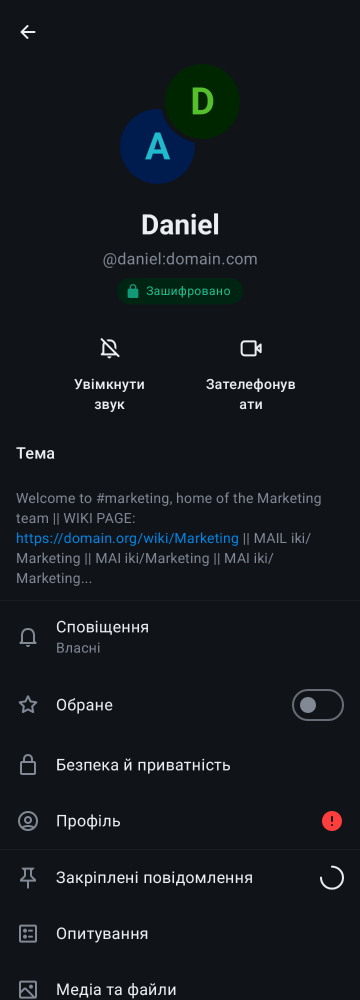 D
A
Daniel
@daniel:domain.com
Зашифровано
Увімкнути
звук
Зателефонув
ати
Тема
Welcome to #marketing, home of the Marketing
team || WIKI PAGE:
https://domain.org/wiki/Marketing || MAIL iki/
Marketing || MAI iki/Marketing || MAI iki/
Marketing...
Сповіщення
Власні
Обране
Безпека й приватність
Профіль
Закріплені повідомлення
Опитування
Медіа та файли